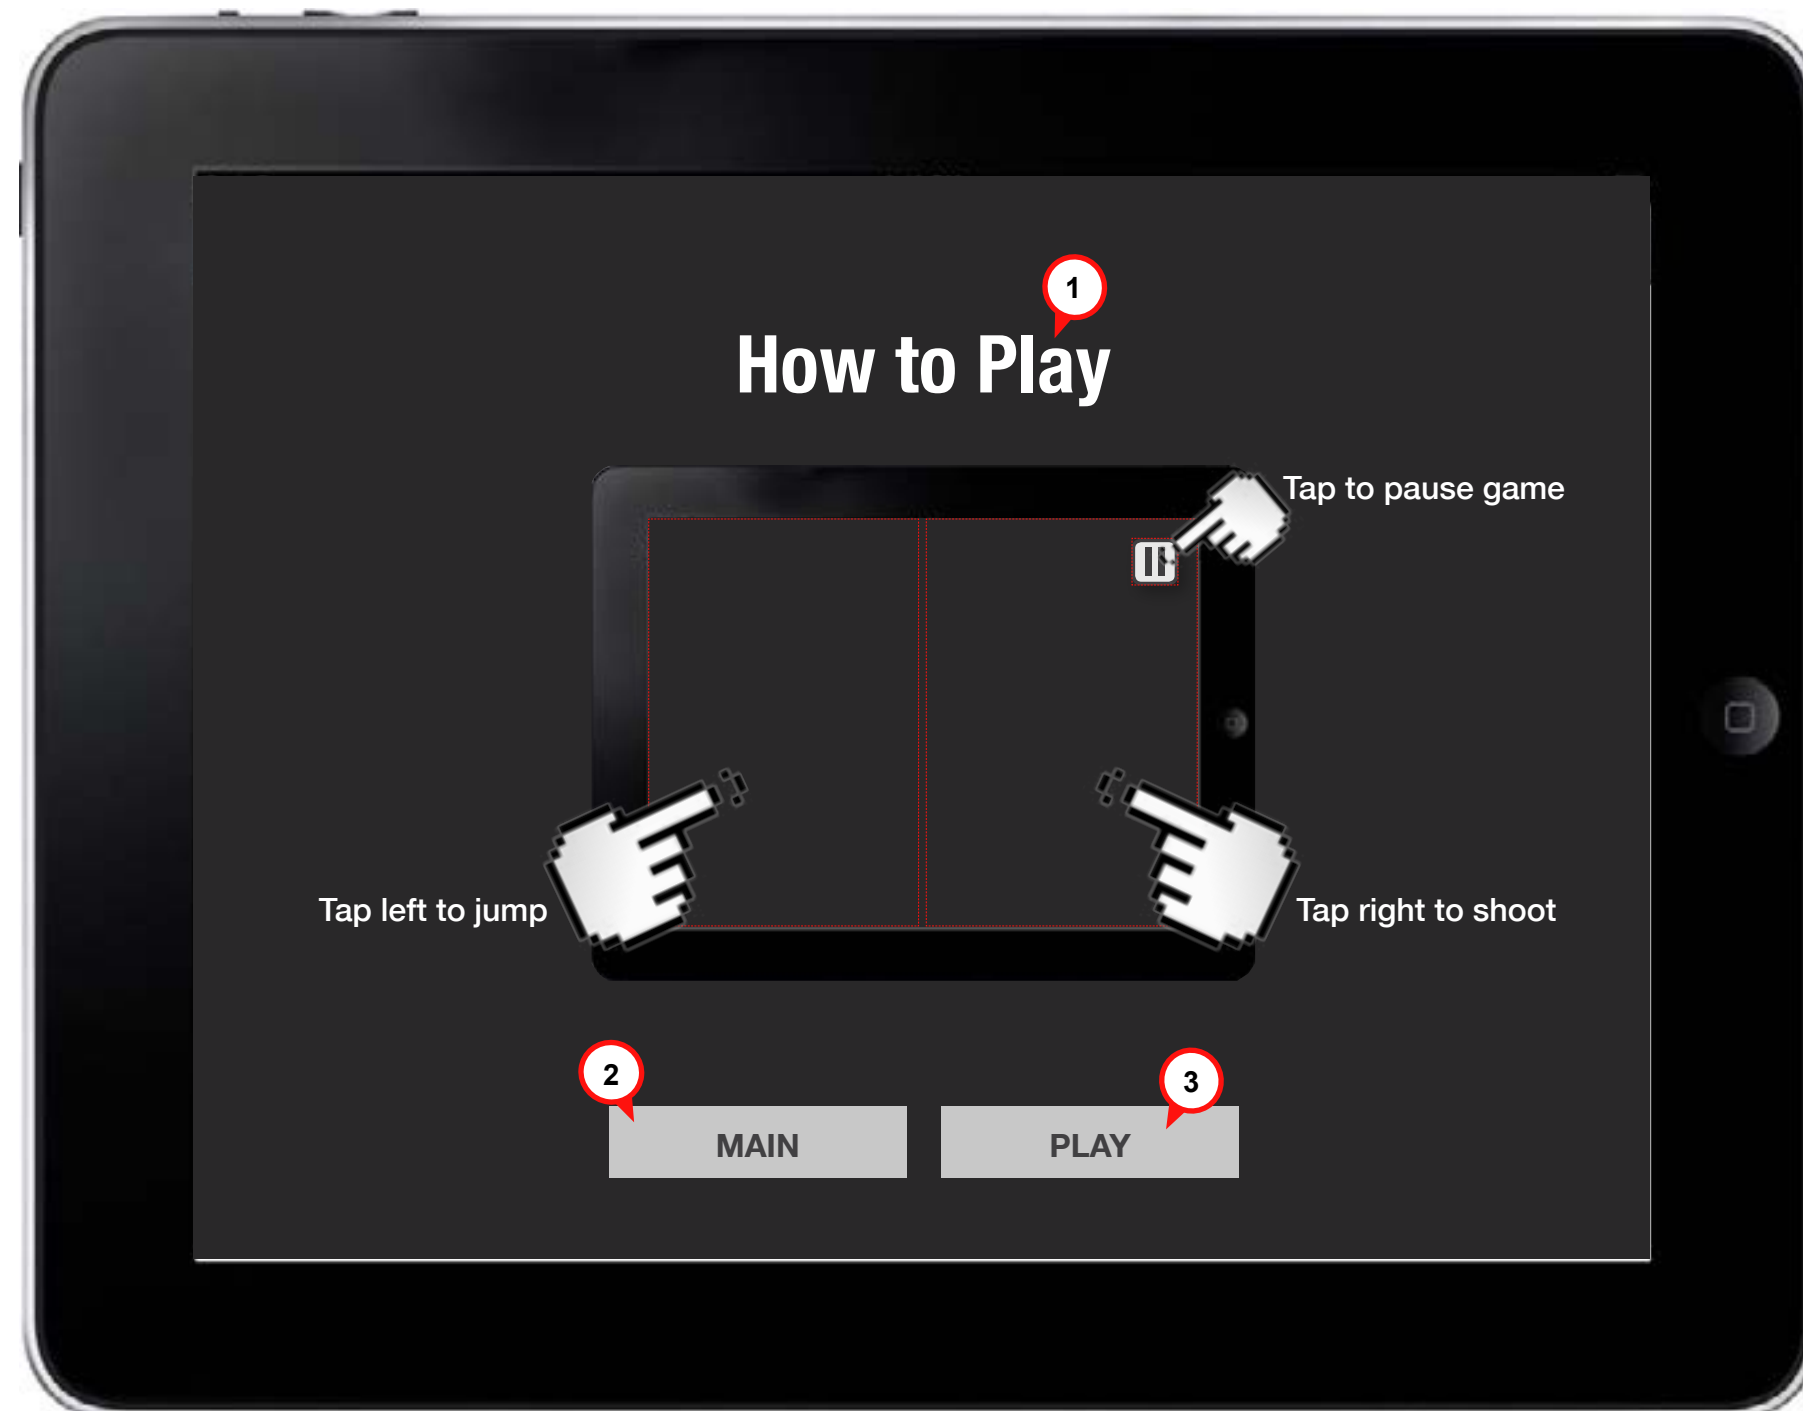 1
How to Play
Tap to pause game
Tap left to jump
Tap right to shoot
2
3
MAIN
PLAY